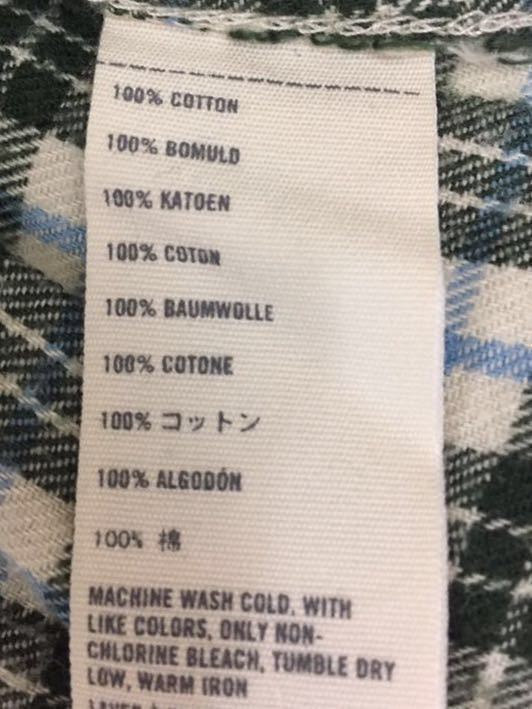 100% COTTON
100% BOMULD
100% KATOEN
100% COTON
100% BAUMWOLLE
100% COTONE
100% コットン
100% ALGODÓN
100% 棉
MACHINE WASH COLD, WITH
LIKE COLORS, ONLY NON-
CHLORINE BLEACH, TUMBLE DRY
LOW, WARM IRON